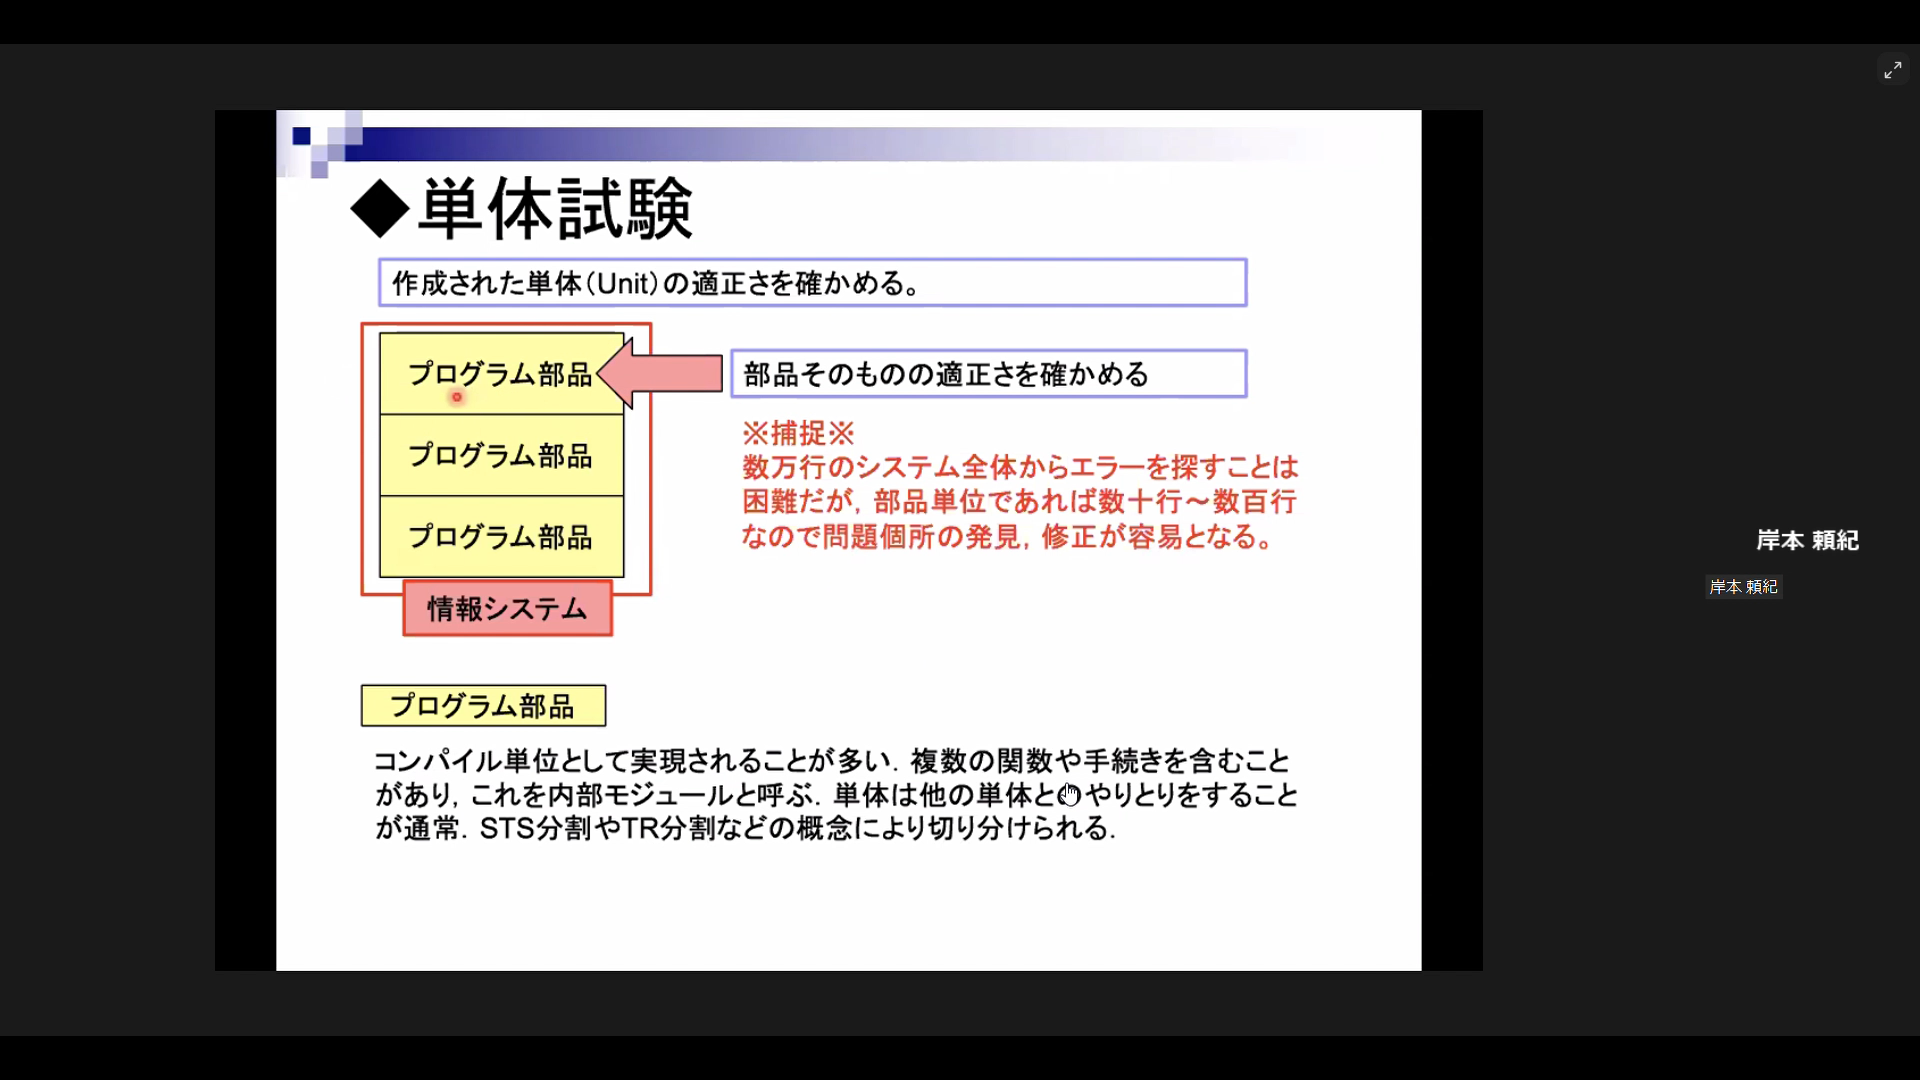 ◆単体試験
作成された単体(Unit)の適正さを確かめる。
プログラム部品
部品そのものの適正さを確かめる
プログラム部品
プログラム部品
情報システム
※捕捉※
数万行のシステム全体からエラーを探すことは
困難だが,部品単位であれば数十行～数百行
なので問題個所の発見,修正が容易となる。
プログラム部品
コンパイル単位として実現されることが多い.複数の関数や手続きを含むこと
があり,これを内部モジュールと呼ぶ.単体は他の単体とのやりとりをすること
が通常.STS分割やTR分割などの概念により切り分けられる.
岸本 頼紀
岸本 頼紀